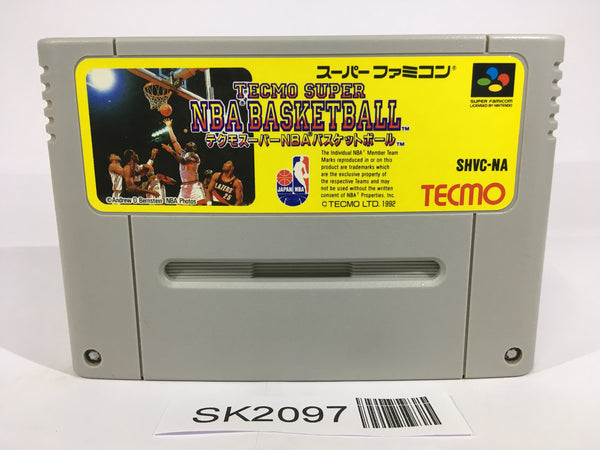 スーパーファミコン®
SUPER FAMICOM
LICENSED BY NINTENDO
TECMO SUPER
NBA® BASKETBALL™
テクモスーパーNBA®バスケットボール™
©Andrew D. Bernstein NBA Photos
JAPAN NBA
The Individual NBA® Member Team
Marks reproduced in or on this
product are trademarks which
are the exclusive property of
the respective Teams and may
not be used without the written
consent of NBA® Properties, Inc.
© TECMO LTD. 1992
SHVC-NA
TECMO
SK2097